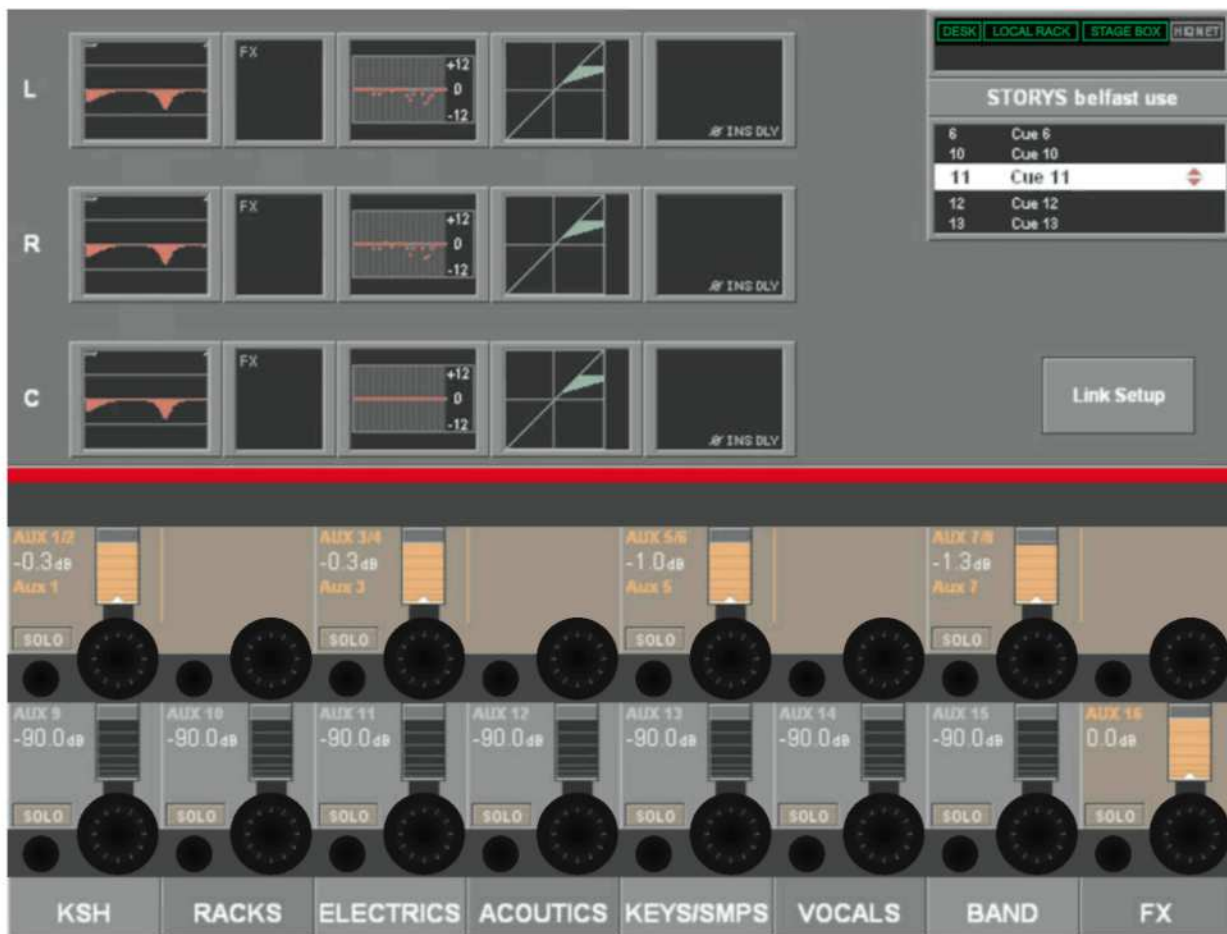 DESK LOCAL RACK STAGE BOX HIQNET
STORYS belfast use
6 Cue 6
10 Cue 10
11 Cue 11
12 Cue 12
13 Cue 13
L
FX
+12
0
-12
Ø INS DLY
R
FX
+12
0
-12
Ø INS DLY
C
FX
+12
0
-12
Ø INS DLY
Link Setup
AUX 1/2 AUX 3/4 AUX 5/6 AUX 7/8
-0.3dB -0.3dB -1.0dB -1.3dB
Aux 1 Aux 3 Aux 5 Aux 7
SOLO SOLO SOLO SOLO
AUX 9 AUX 10 AUX 11 AUX 12 AUX 13 AUX 14 AUX 15 AUX 16
-90.0dB -90.0dB -90.0dB -90.0dB -90.0dB -90.0dB -90.0dB 0.0dB
SOLO SOLO SOLO SOLO SOLO SOLO SOLO SOLO
KSH RACKS ELECTRICS ACOUTICS KEYS/SMPS VOCALS BAND FX